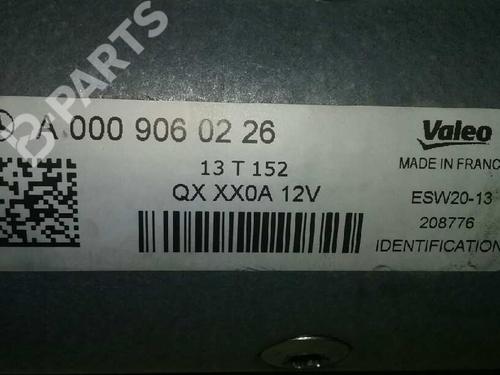 B-PARTS
A 000 906 02 26
13 T 152
QX XX0A 12V
Valeo
MADE IN FRANC
ESW20-13
208776
IDENTIFICATION